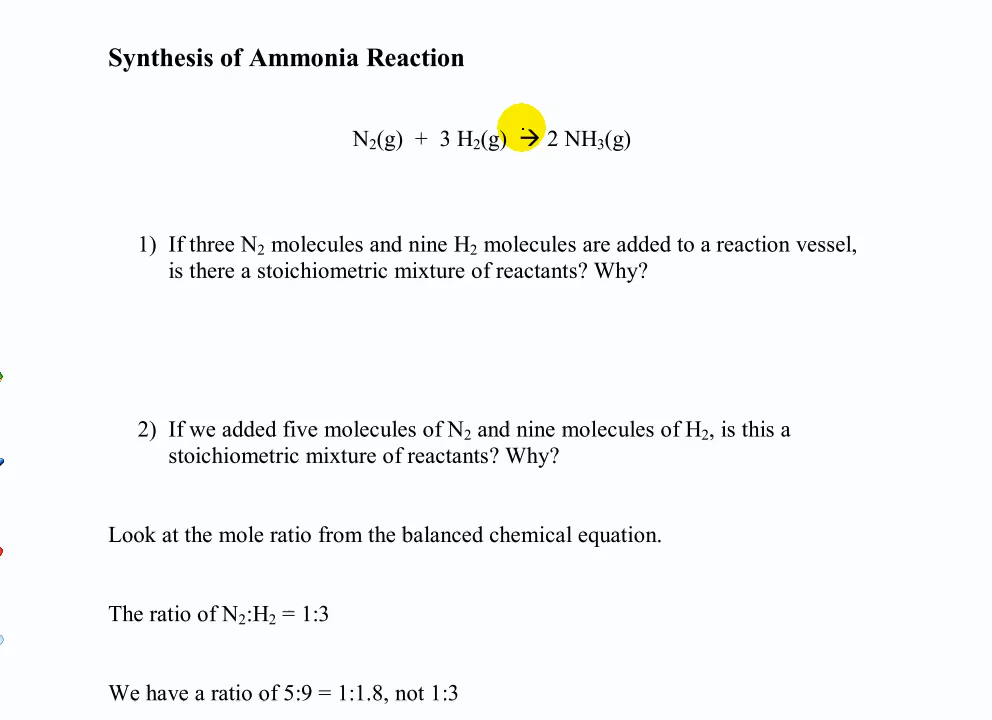 Synthesis of Ammonia Reaction
N₂(g) + 3 H₂(g) → 2 NH₃(g)
1) If three N₂ molecules and nine H₂ molecules are added to a reaction vessel,
is there a stoichiometric mixture of reactants? Why?
2) If we added five molecules of N₂ and nine molecules of H₂, is this a
stoichiometric mixture of reactants? Why?
Look at the mole ratio from the balanced chemical equation.
The ratio of N₂:H₂ = 1:3
We have a ratio of 5:9 = 1:1.8, not 1:3